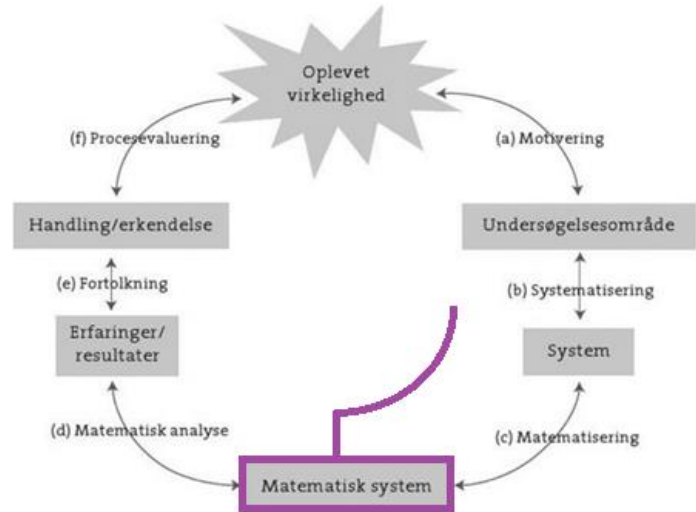 Oplevet
virkelighed
(f) Procesevaluering
(a) Motivering
Handling/erkendelse
Undersøgelsesområde
(e) Fortolkning
(b) Systematisering
Erfaringer/
resultater
System
(d) Matematisk analyse
(c) Matematisering
Matematisk system